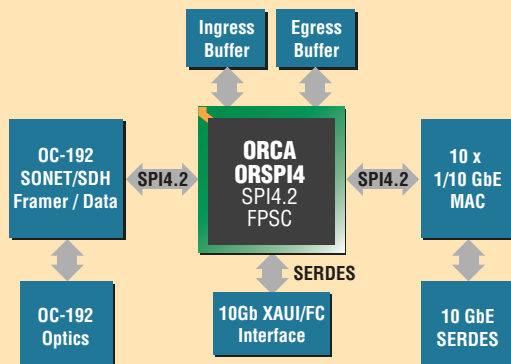 Ingress
Buffer
Egress
Buffer
OC-192
SONET/SDH
Framer / Data
SPI4.2
ORCA
ORSPI4
SPI4.2
FPSC
SPI4.2
10 x
1/10 GbE
MAC
SERDES
OC-192
Optics
10Gb XAUI/FC
Interface
10 GbE
SERDES